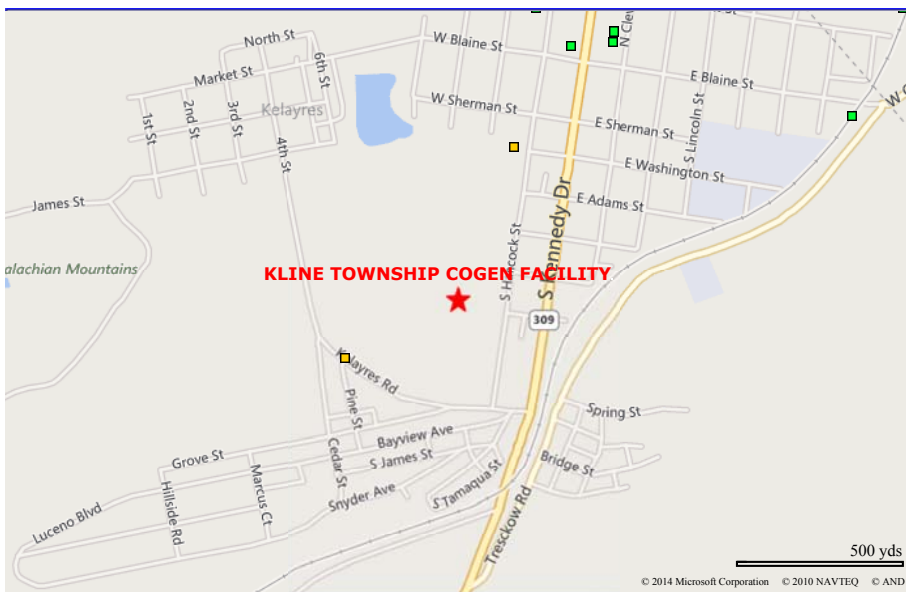 North St
W Blaine St
N Clev
Market St
6th St
E Blaine St
W Sherman St
Kelayres
1st St
2nd St
3rd St
4th St
E Sherman St
S Lincoln St
E Washington St
James St
E Adams St
S Kennedy Dr
S Hancock St
alachian Mountains
KLINE TOWNSHIP COGEN FACILITY
309
Kelayres Rd
Pine St
Spring St
Bayview Ave
Grove St
Cedar St
S James St
Bridge St
Marcus Ct
Hillside Rd
Snyder Ave
S Tamaqua St
Luceno Blvd
Tresckow Rd
500 yds
© 2014 Microsoft Corporation © 2010 NAVTEQ © AND